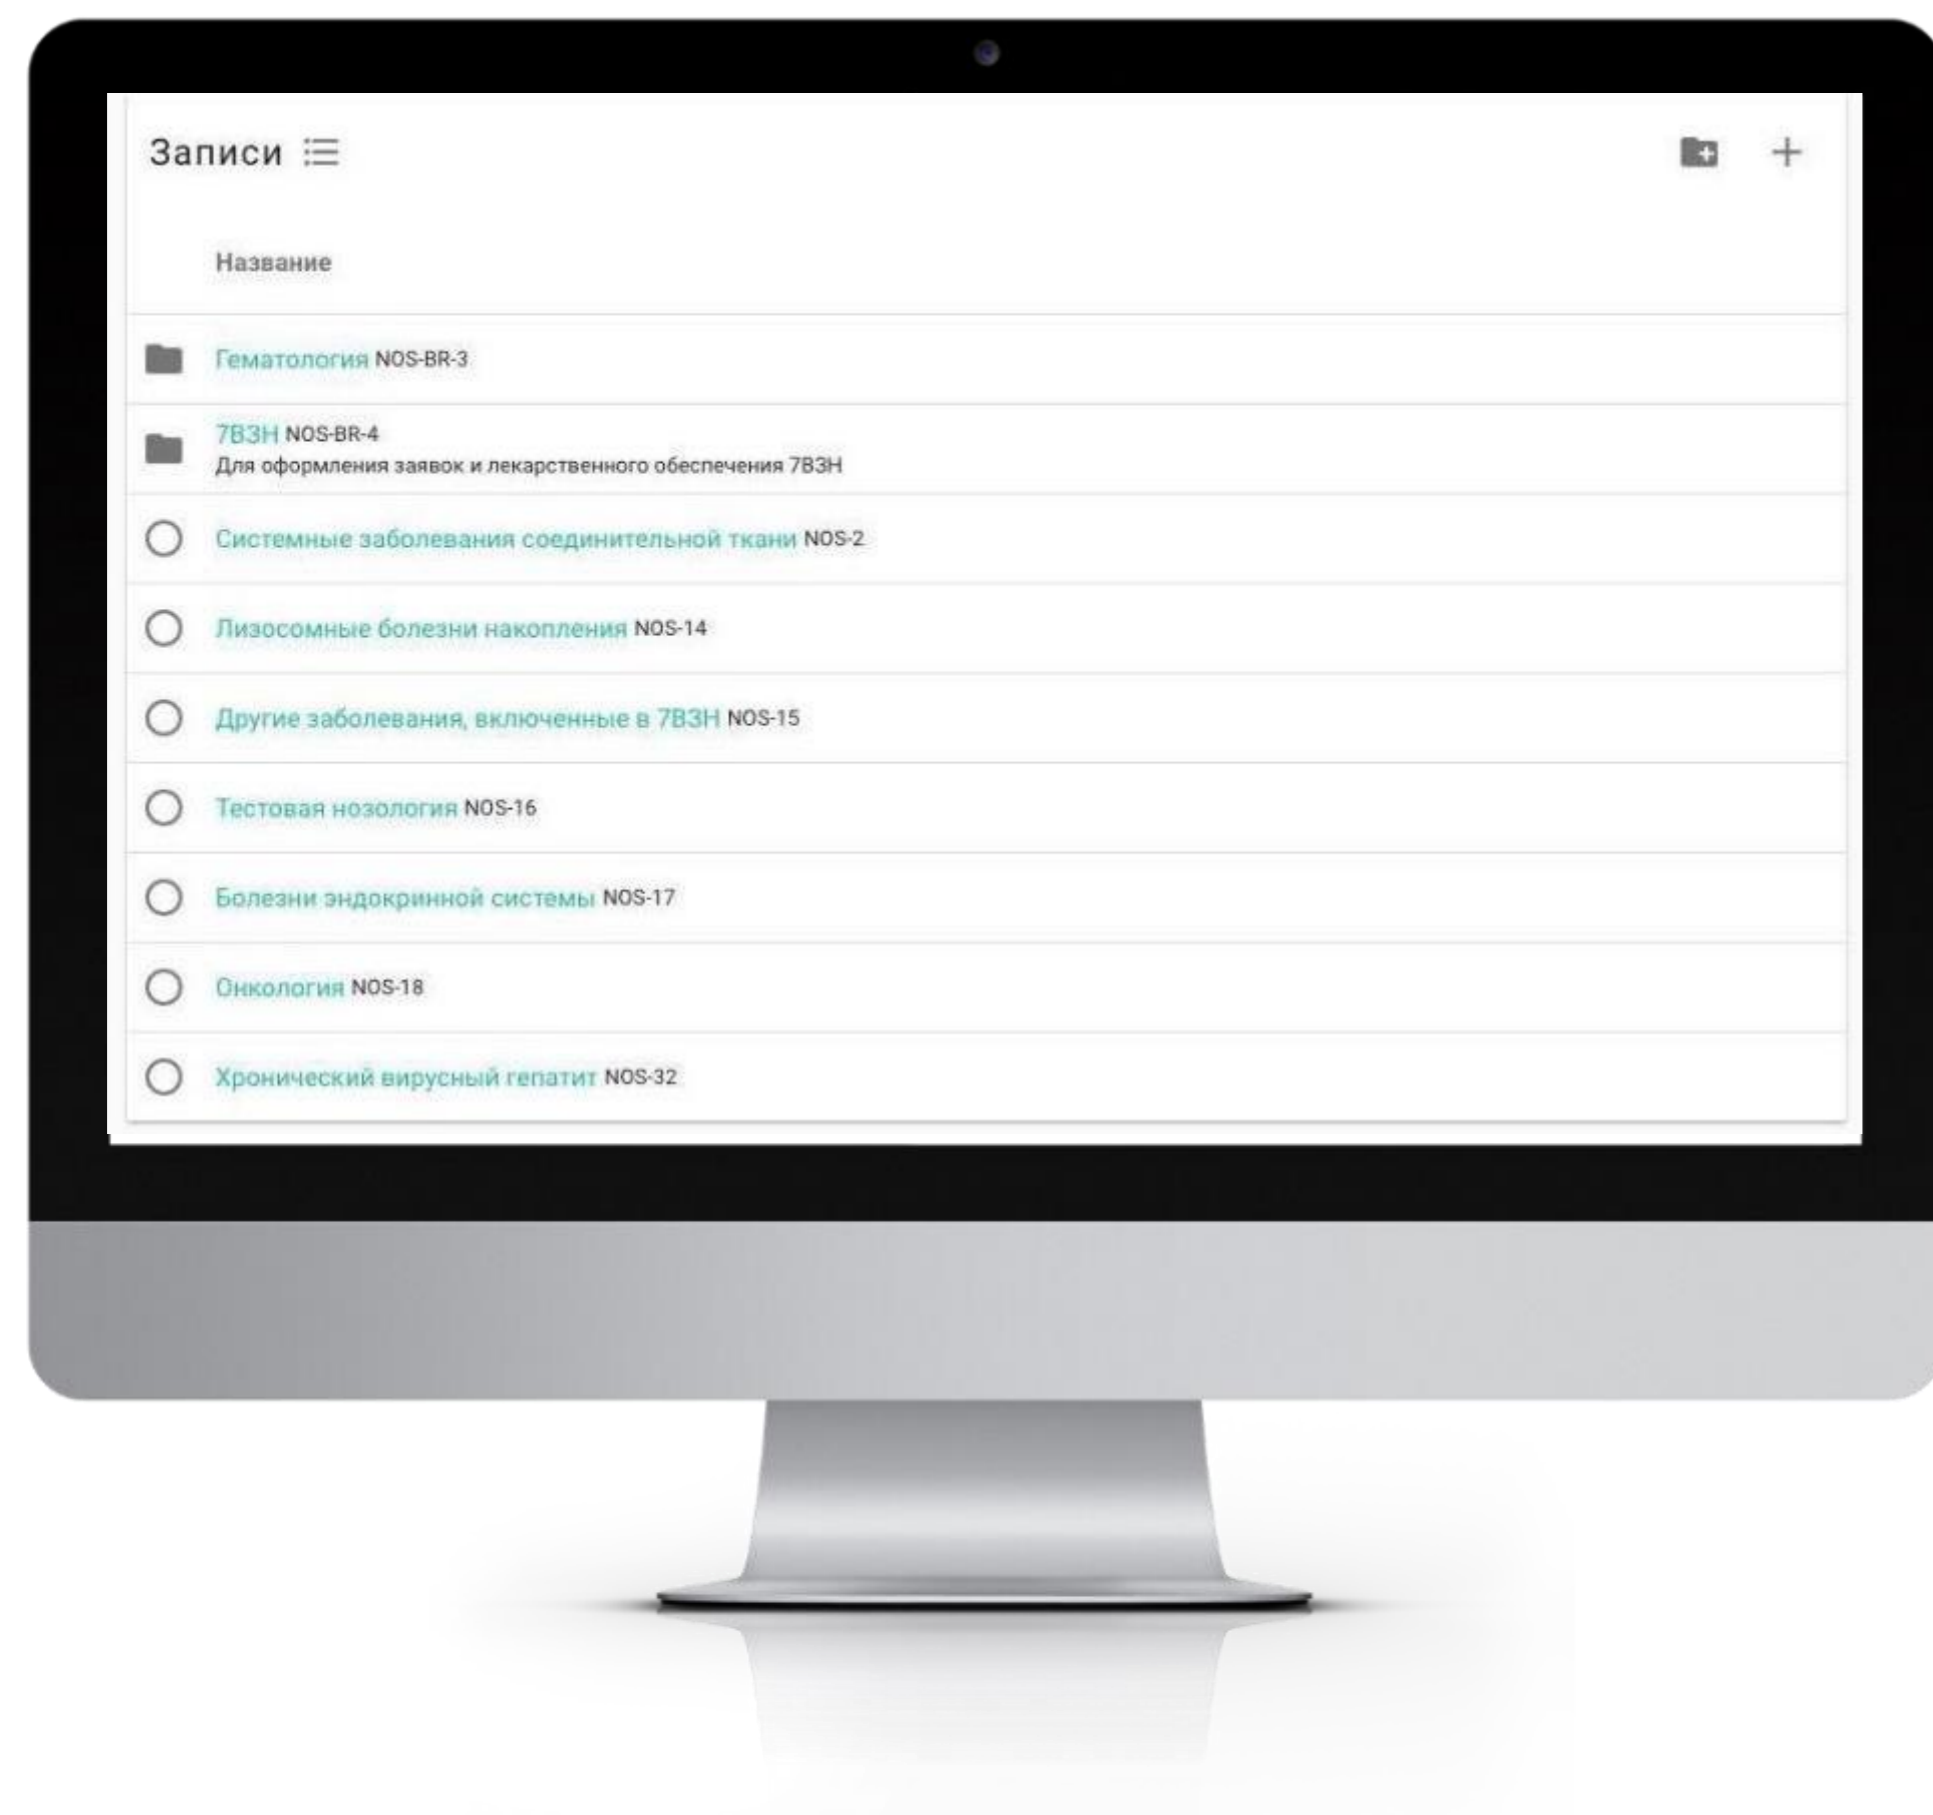 Записи
Название
Гематология NOS-BR-3
7ВЗН NOS-BR-4
Для оформления заявок и лекарственного обеспечения 7ВЗН
Системные заболевания соединительной ткани NOS-2
Лизосомные болезни накопления NOS-14
Другие заболевания, включенные в 7ВЗН NOS-15
Тестовая нозология NOS-16
Болезни эндокринной системы NOS-17
Онкология NOS-18
Хронический вирусный гепатит NOS-32